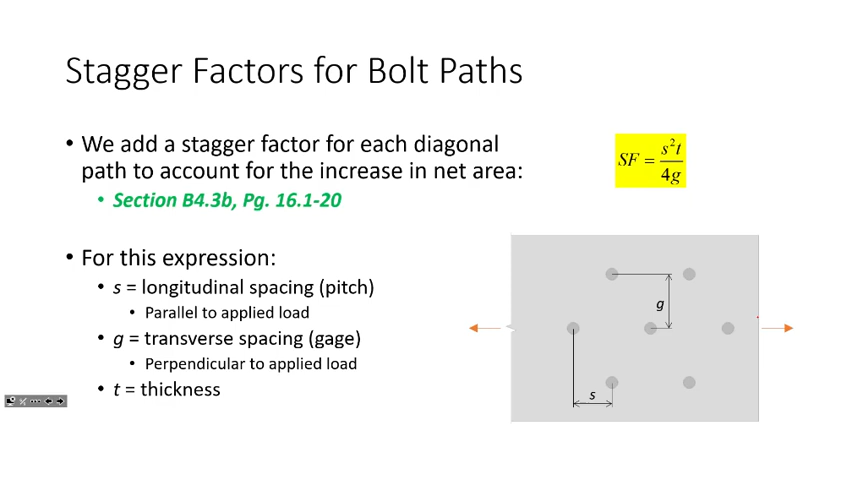 Stagger Factors for Bolt Paths
• We add a stagger factor for each diagonal
path to account for the increase in net area:
• Section B4.3b, Pg. 16.1-20
SF = s²t / 4g
• For this expression:
• s = longitudinal spacing (pitch)
• Parallel to applied load
• g = transverse spacing (gage)
• Perpendicular to applied load
• t = thickness
g
s